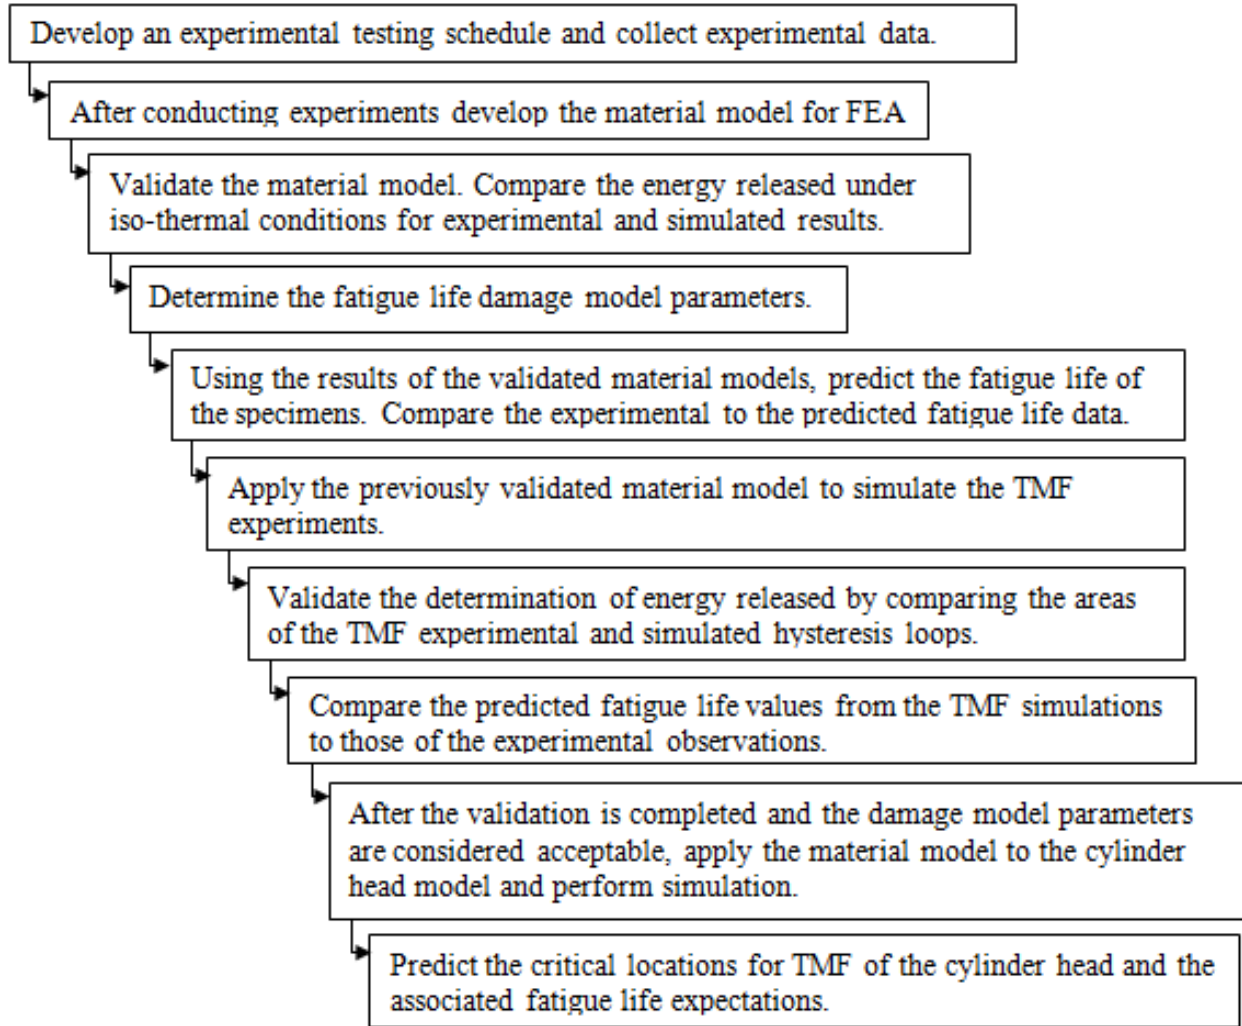 Develop an experimental testing schedule and collect experimental data.
After conducting experiments develop the material model for FEA
Validate the material model. Compare the energy released under
iso-thermal conditions for experimental and simulated results.
Determine the fatigue life damage model parameters.
Using the results of the validated material models, predict the fatigue life of
the specimens. Compare the experimental to the predicted fatigue life data.
Apply the previously validated material model to simulate the TMF
experiments.
Validate the determination of energy released by comparing the areas
of the TMF experimental and simulated hysteresis loops.
Compare the predicted fatigue life values from the TMF simulations
to those of the experimental observations.
After the validation is completed and the damage model parameters
are considered acceptable, apply the material model to the cylinder
head model and perform simulation.
Predict the critical locations for TMF of the cylinder head and the
associated fatigue life expectations.